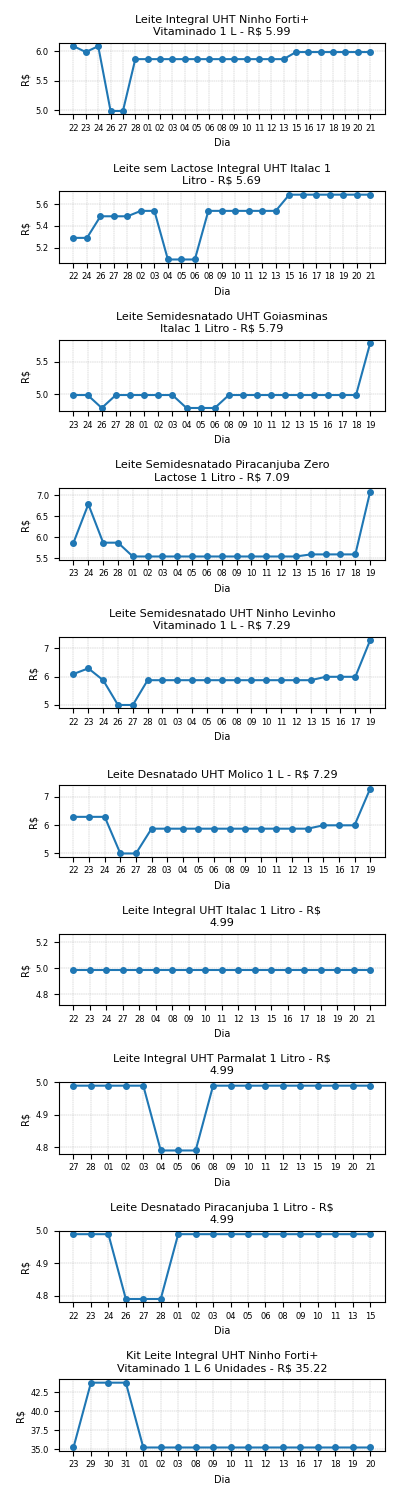 Leite Integral UHT Ninho Forti+
Vitaminado 1 L - R$ 5.99
6.0
5.5
5.0
R$
22 23 24 26 27 28 01 02 03 04 05 06 08 09 10 11 12 13 14 15 16 17 18 19 20 21
Dia
Leite sem Lactose Integral UHT Italac 1
Litro - R$ 5.69
5.6
5.4
5.2
R$
22 24 26 27 28 01 02 03 04 05 06 08 09 10 11 12 13 15 16 17 18 19 20 21
Dia
Leite Semidesnatado UHT Goiasminas
Italac 1 Litro - R$ 5.79
5.5
5.0
R$
23 24 26 27 28 01 02 03 04 05 06 08 09 10 11 12 13 15 16 17 18 19
Dia
Leite Semidesnatado Piracanjuba Zero
Lactose 1 Litro - R$ 7.09
7.0
6.5
6.0
5.5
R$
23 24 26 28 01 02 03 04 05 06 08 09 10 11 12 13 15 16 17 18 19
Dia
Leite Semidesnatado UHT Ninho Levinho
Vitaminado 1 L - R$ 7.29
7
6
5
R$
22 23 24 26 27 28 01 03 04 05 06 08 09 10 11 12 13 15 16 17 19
Dia
Leite Desnatado UHT Molico 1 L - R$ 7.29
7
6
5
R$
22 23 24 26 27 28 03 04 05 06 08 09 10 11 12 13 15 16 17 19
Dia
Leite Integral UHT Italac 1 Litro - R$
4.99
5.2
5.0
4.8
R$
22 23 24 27 28 04 08 09 10 11 12 13 15 16 17 18 19 20 21
Dia
Leite Integral UHT Parmalat 1 Litro - R$
4.99
5.0
4.9
4.8
R$
27 28 01 02 03 04 05 06 08 09 10 11 12 13 15 19 20 21
Dia
Leite Desnatado Piracanjuba 1 Litro - R$
4.99
5.0
4.9
4.8
R$
22 23 24 26 27 28 01 02 03 04 05 06 08 09 10 11 12 13 15
Dia
Kit Leite Integral UHT Ninho Forti+
Vitaminado 1 L 6 Unidades - R$ 35.22
42.5
40.0
37.5
35.0
R$
23 29 30 31 01 02 03 08 09 10 11 12 13 15 16 17 18 19 20
Dia